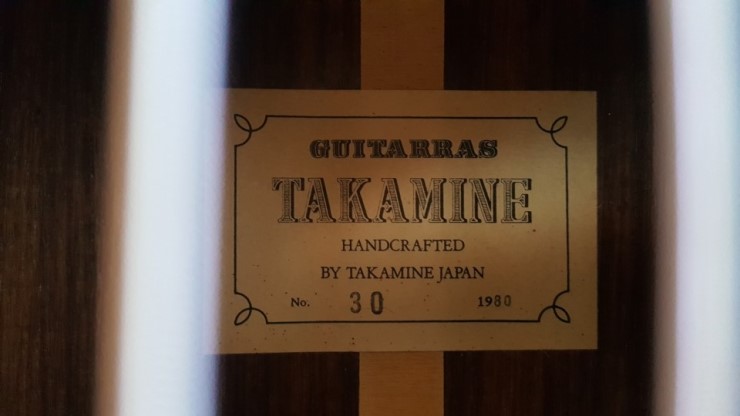 GUITARRAS
TAKAMINE
HANDCRAFTED
BY TAKAMINE JAPAN
No. 30 1980